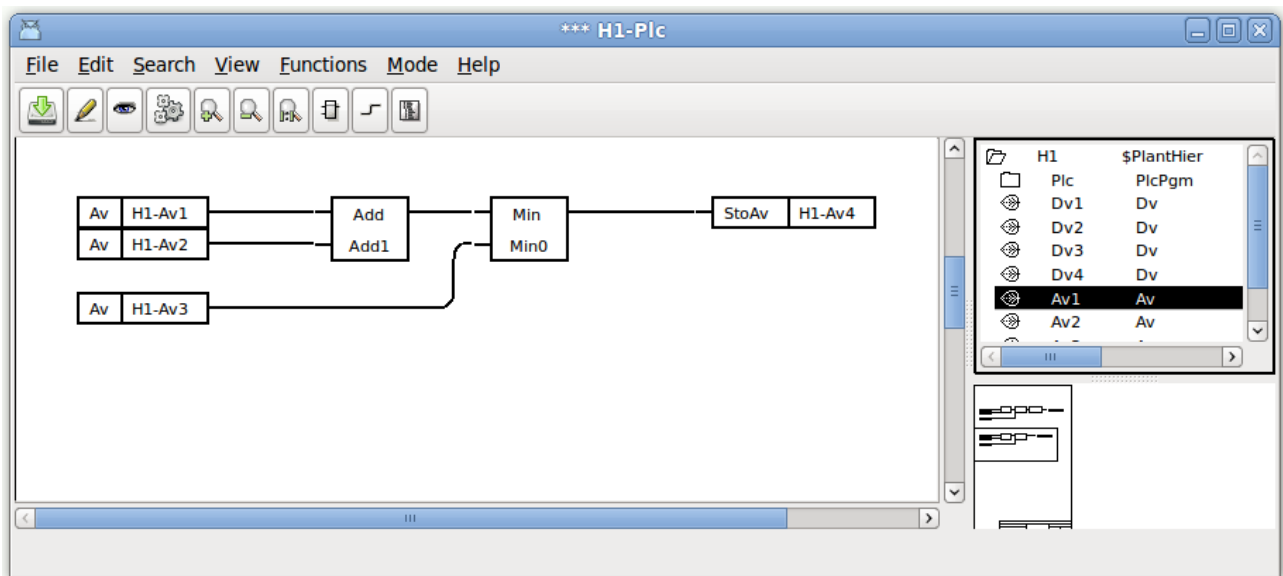 *** H1-Plc
File Edit Search View Functions Mode Help
H1 $PlantHier
Plc PlcPgm
Dv1 Dv
Dv2 Dv
Dv3 Dv
Dv4 Dv
Av1 Av
Av2 Av
Av H1-Av1
Av H1-Av2
Av H1-Av3
Add
Add1
Min
Min0
StoAv H1-Av4